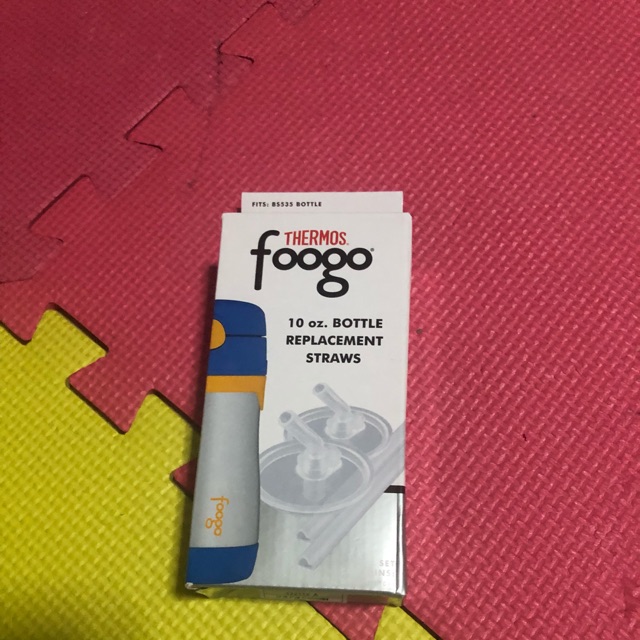 FITS: BS535 BOTTLE
THERMOS
foogo
10 oz. BOTTLE
REPLACEMENT
STRAWS
foogo